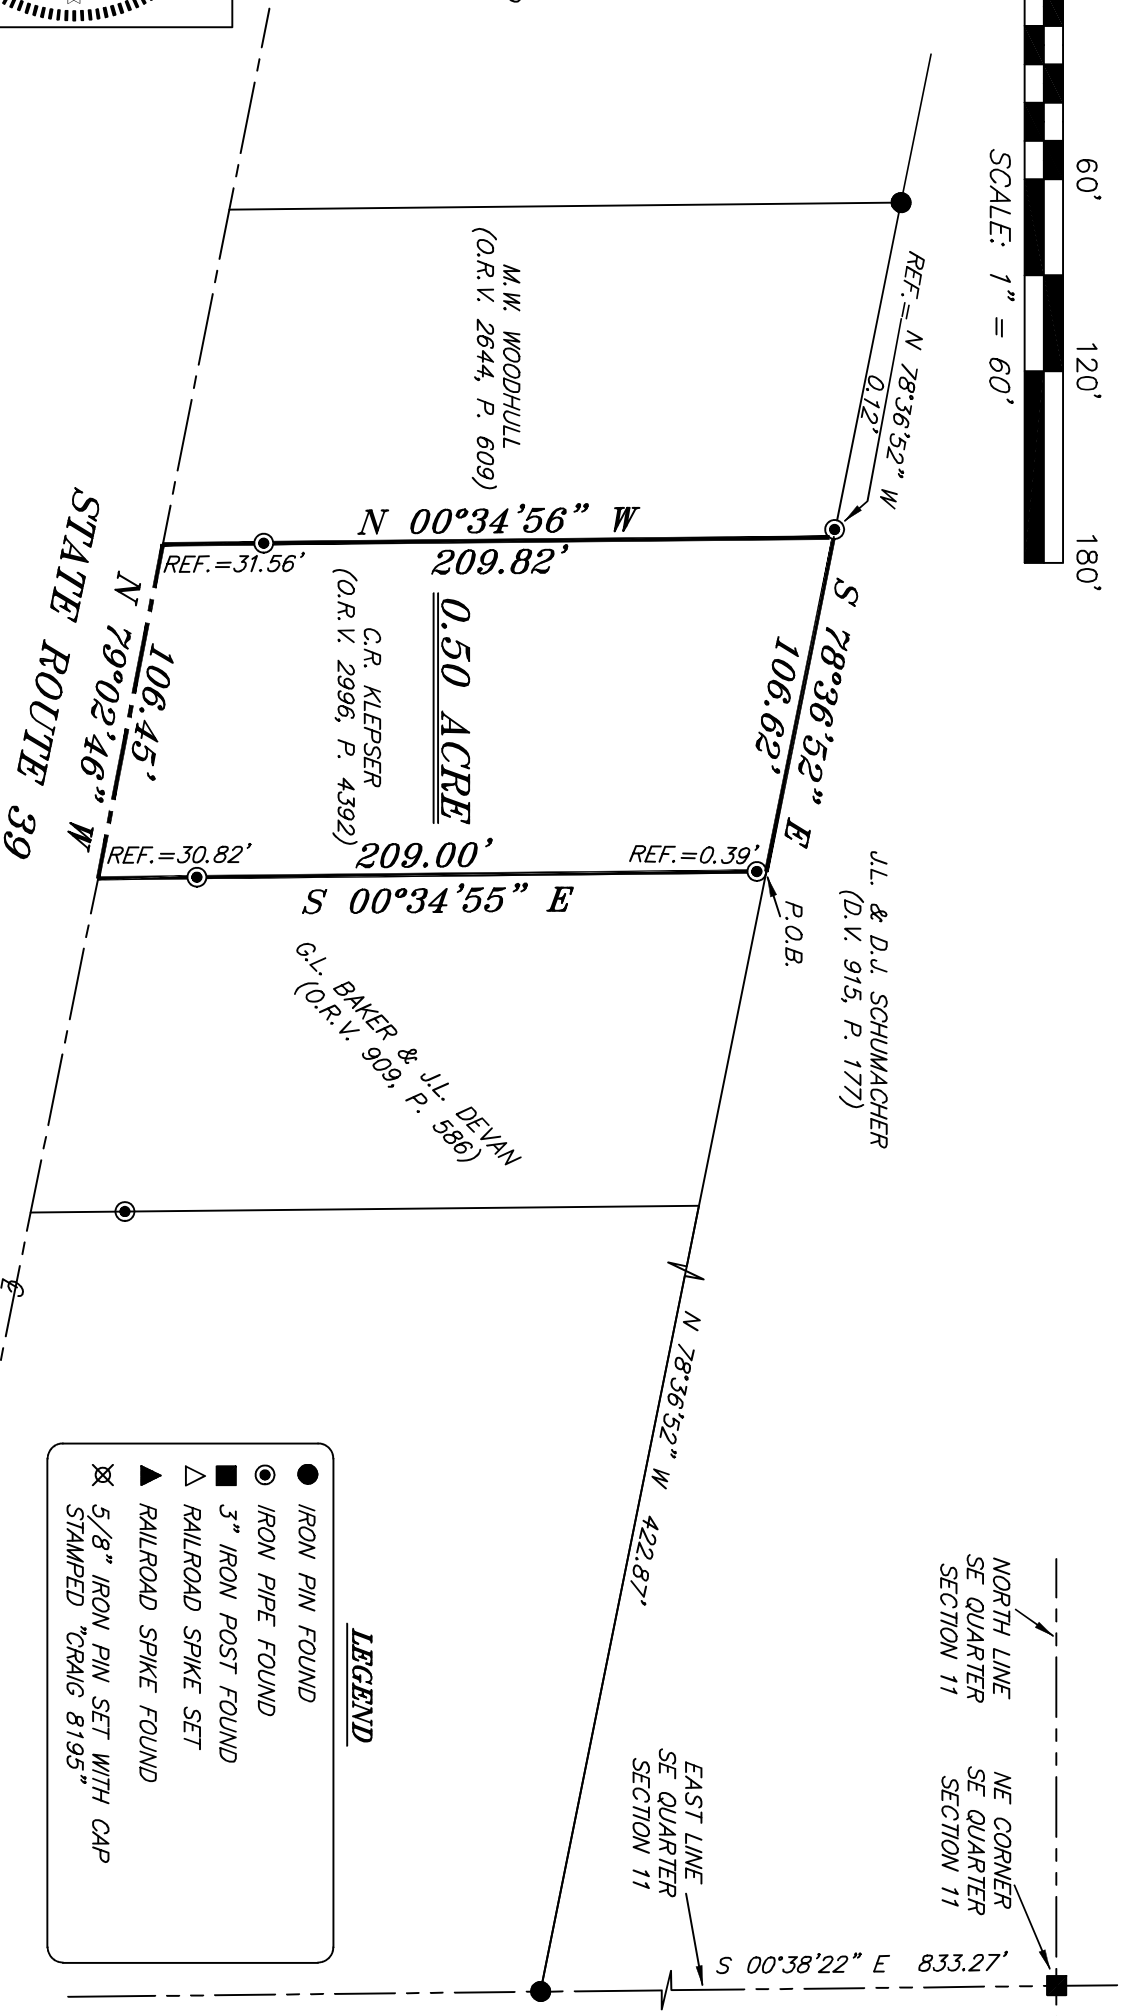 60'
120'
180'
SCALE: 1" = 60'
REF.= N 78°36'52" W
0.12'
M.W. WOODHULL
(O.R.V. 2644, P. 609)
N 00°34'56" W
209.82'
REF.=31.56'
S 78°36'52" E
106.62'
0.50 ACRE
C.R. KLEPSER
(O.R.V. 2996, P. 4392)
106.45'
N 79°02'46" W
STATE ROUTE 39
REF.=30.82'
209.00'
REF.=0.39'
S 00°34'55" E
P.O.B.
J.L. & D.J. SCHUMACHER
(D.V. 915, P. 177)
G.L. BAKER & J.L. DEVAN
(O.R.V. 909, P. 586)
N 78°36'52" W 422.87'
NORTH LINE
SE QUARTER
SECTION 11
NE CORNER
SE QUARTER
SECTION 11
EAST LINE
SE QUARTER
SECTION 11
S 00°38'22" E 833.27'
LEGEND
IRON PIN FOUND
IRON PIPE FOUND
3" IRON POST FOUND
RAILROAD SPIKE SET
RAILROAD SPIKE FOUND
5/8" IRON PIN SET WITH CAP
STAMPED "CRAIG 8195"